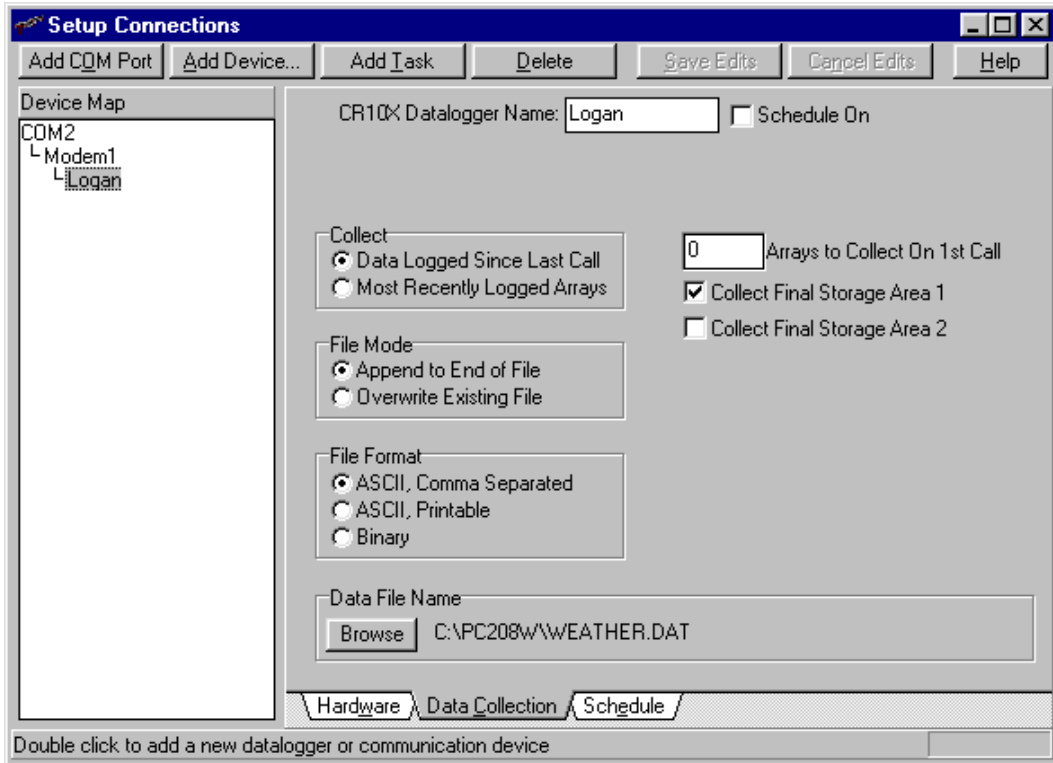 Setup Connections
Add COM Port Add Device... Add Task Delete Save Edits Cancel Edits Help
Device Map
COM2
Modem1
Logan
CR10X Datalogger Name: Logan Schedule On
Collect
Data Logged Since Last Call
Most Recently Logged Arrays
0 Arrays to Collect On 1st Call
Collect Final Storage Area 1
Collect Final Storage Area 2
File Mode
Append to End of File
Overwrite Existing File
File Format
ASCII, Comma Separated
ASCII, Printable
Binary
Data File Name
Browse C:\PC208W\WEATHER.DAT
Hardware Data Collection Schedule
Double click to add a new datalogger or communication device